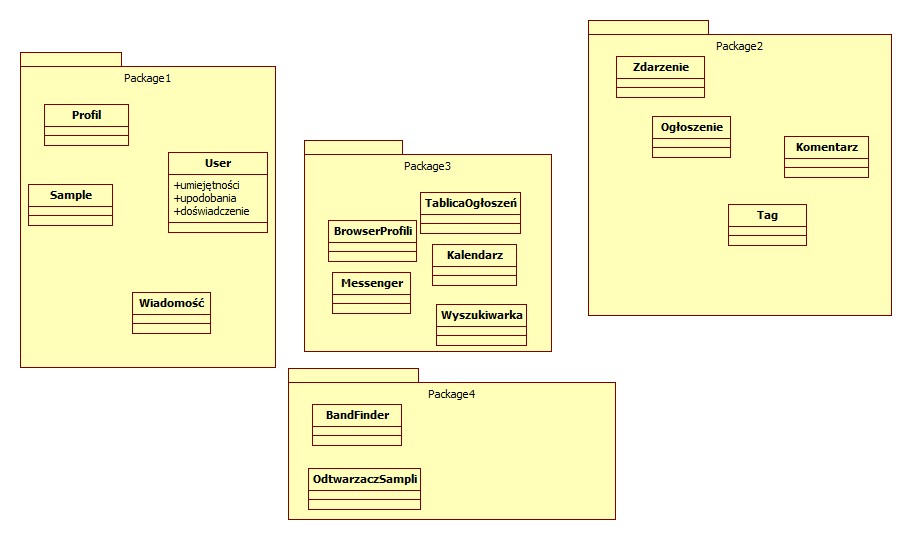 Package1
Profil
User
+umiejętności
+upodobania
+doświadczenie
Sample
Wiadomość
Package3
TablicaOgłoszeń
BrowserProfili
Kalendarz
Messenger
Wyszukiwarka
Package2
Zdarzenie
Ogłoszenie
Komentarz
Tag
Package4
BandFinder
OdtwarzaczSampli